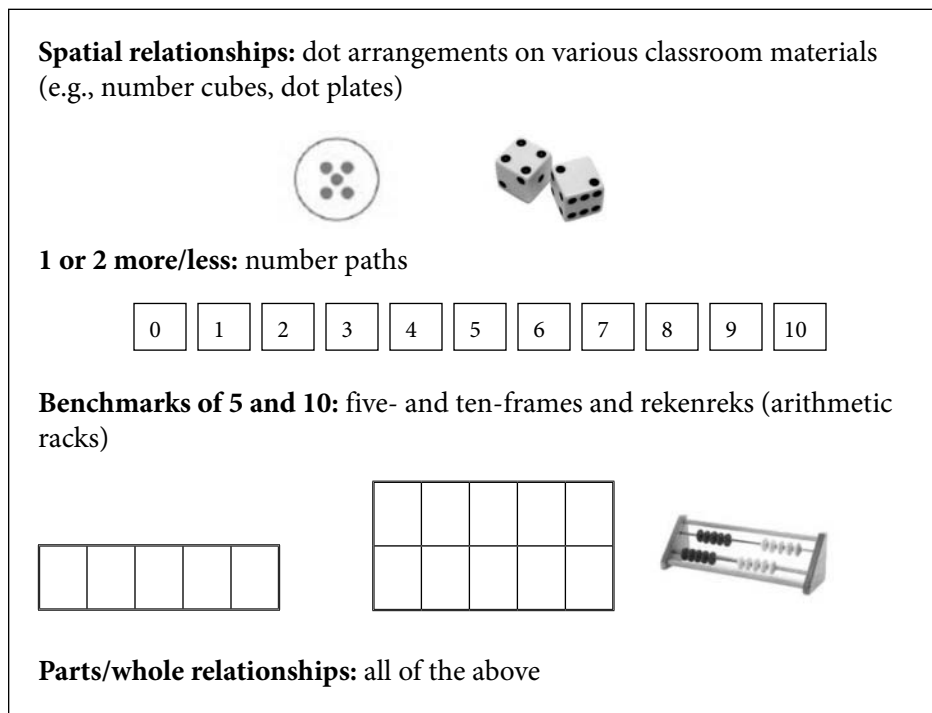 Spatial relationships: dot arrangements on various classroom materials
(e.g., number cubes, dot plates)
1 or 2 more/less: number paths
0 1 2 3 4 5 6 7 8 9 10
Benchmarks of 5 and 10: five- and ten-frames and rekenreks (arithmetic
racks)
Parts/whole relationships: all of the above